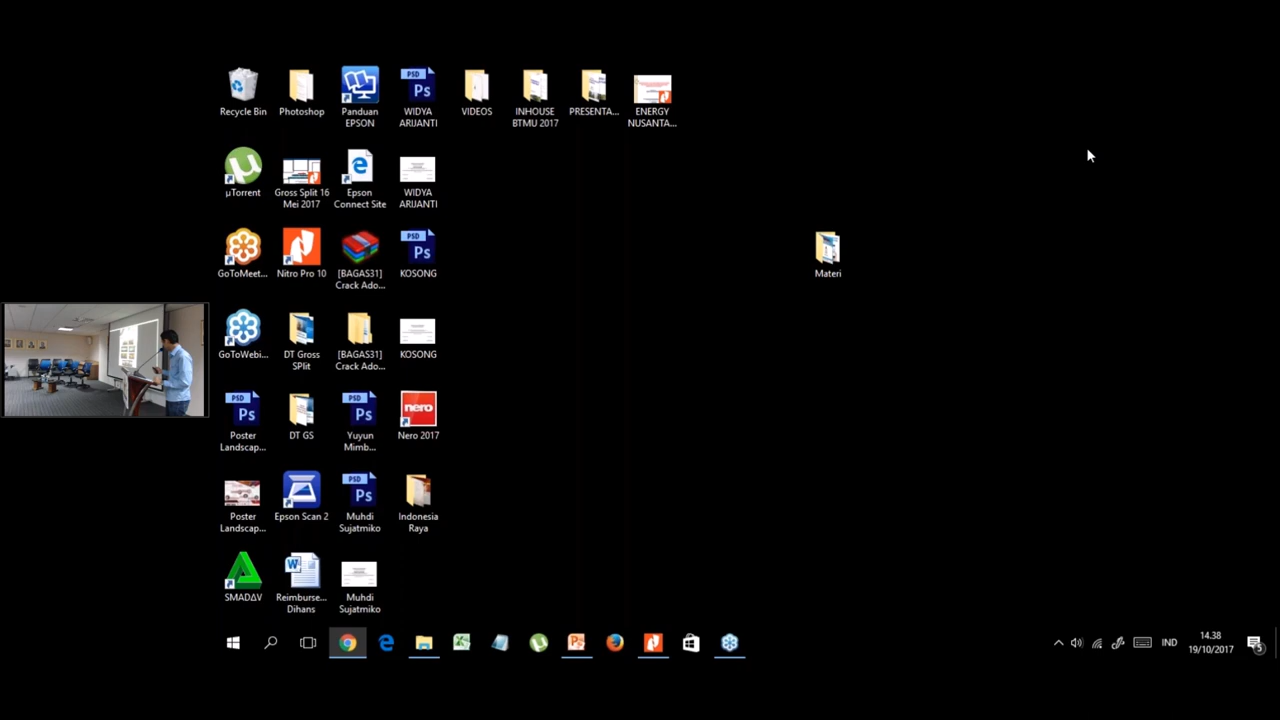 Recycle Bin
Photoshop
Panduan
EPSON
PSD
Ps
WIDYA
ARIJANTI
VIDEOS
INHOUSE
BTMU 2017
PRESENTA...
ENERGY
NUSANTA...
µTorrent
Gross Split 16
Mei 2017
Epson
Connect Site
WIDYA
ARIJANTI
GoToMeet...
Nitro Pro 10
[BAGAS31]
Crack Ado...
PSD
Ps
KOSONG
Materi
GoToWebi...
DT Gross
SPlit
[BAGAS31]
Crack Ado...
KOSONG
PSD
Ps
Poster
Landscap...
DT GS
PSD
Ps
Yuyun
Mimb...
nero
Nero 2017
Poster
Landscap...
Epson Scan 2
PSD
Ps
Muhdi
Sujatmiko
Indonesia
Raya
SMADΔV
W
Reimburse...
Dihans
Muhdi
Sujatmiko
IND
14.38
19/10/2017
5